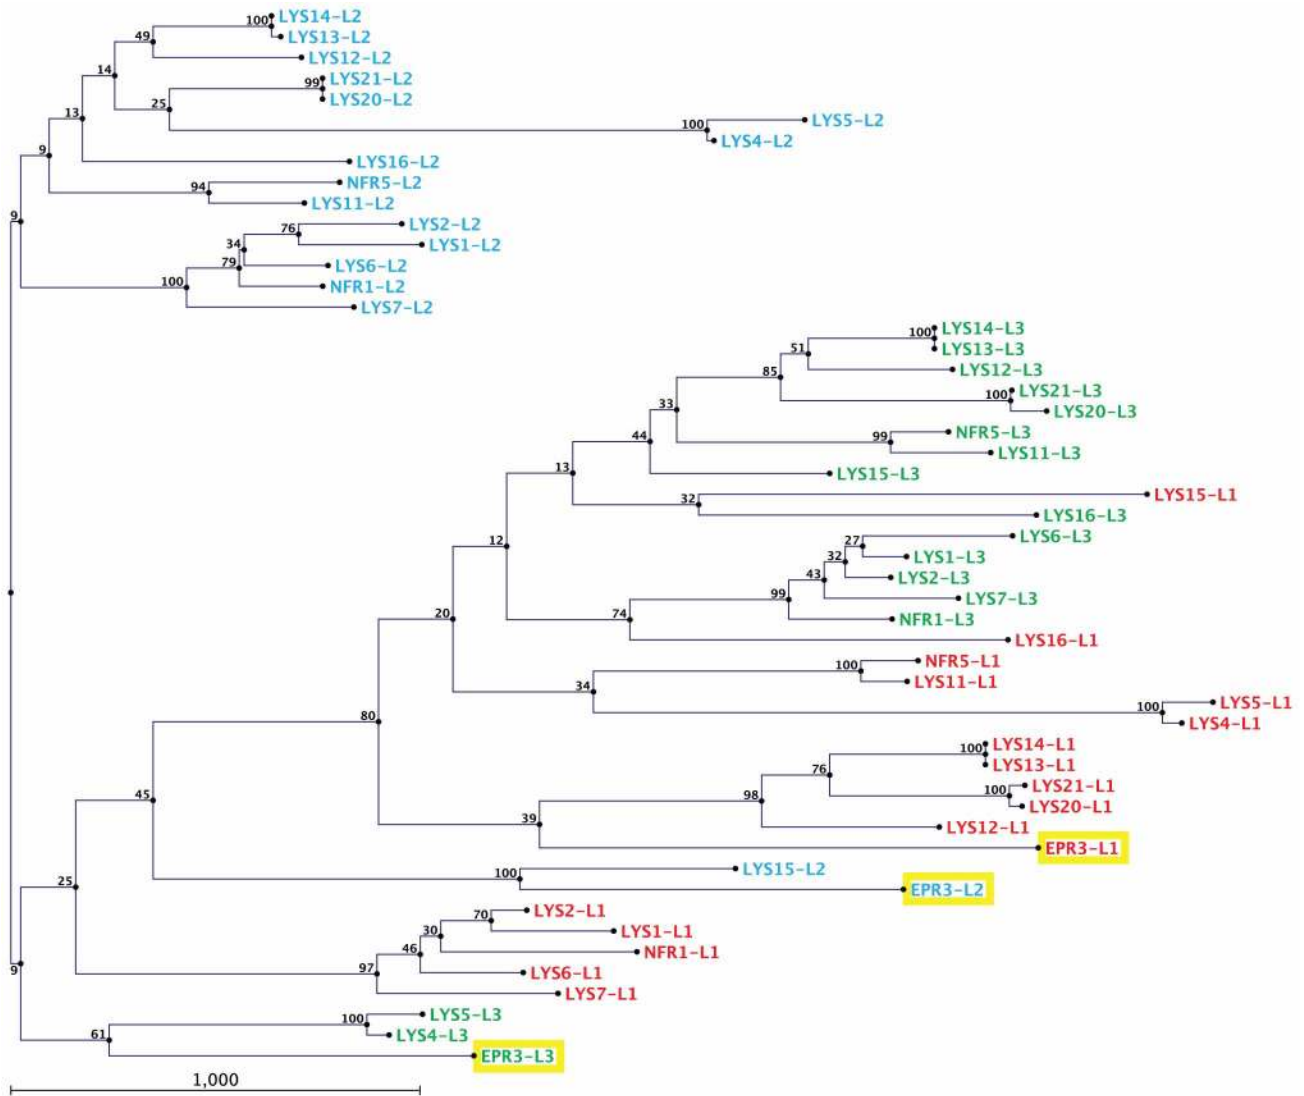 100 LYS14-L2
LYS13-L2
49
LYS12-L2
14
LYS21-L2
99
LYS20-L2
25
13
LYS5-L2
100
LYS4-L2
9
LYS16-L2
NFR5-L2
94
LYS11-L2
9
LYS2-L2
76
LYS1-L2
34
LYS6-L2
79
NFR1-L2
100
LYS7-L2
LYS14-L3
100
LYS13-L3
51
LYS12-L3
85
LYS21-L3
100
LYS20-L3
33
NFR5-L3
44
99
LYS11-L3
13
LYS15-L3
LYS15-L1
32
LYS16-L3
LYS6-L3
12
27
LYS1-L3
32
LYS2-L3
43
LYS7-L3
99
20
74
NFR1-L3
LYS16-L1
NFR5-L1
100
LYS11-L1
34
LYS5-L1
100
LYS4-L1
80
LYS14-L1
100
LYS13-L1
76
LYS21-L1
100
45
98
LYS20-L1
39
LYS12-L1
EPR3-L1
LYS15-L2
100
25
EPR3-L2
LYS2-L1
70
LYS1-L1
30
NFR1-L1
46
9
97
LYS6-L1
LYS7-L1
LYS5-L3
100
LYS4-L3
61
EPR3-L3
1,000